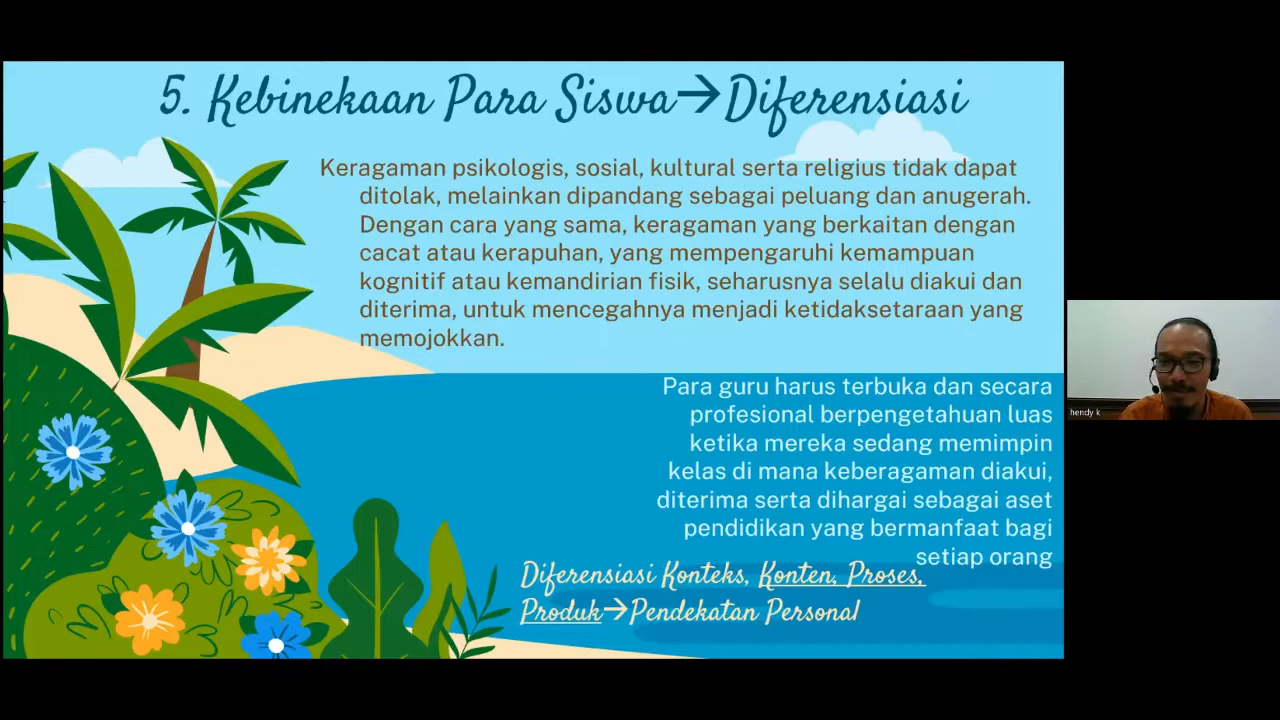 5. Kebinekaan Para Siswa→Diferensiasi
Keragaman psikologis, sosial, kultural serta religius tidak dapat
ditolak, melainkan dipandang sebagai peluang dan anugerah.
Dengan cara yang sama, keragaman yang berkaitan dengan
cacat atau kerapuhan, yang mempengaruhi kemampuan
kognitif atau kemandirian fisik, seharusnya selalu diakui dan
diterima, untuk mencegahnya menjadi ketidaksetaraan yang
memojokkan.
Para guru harus terbuka dan secara
profesional berpengetahuan luas
ketika mereka sedang memimpin
kelas di mana keberagaman diakui,
diterima serta dihargai sebagai aset
pendidikan yang bermanfaat bagi
setiap orang
Diferensiasi Konteks, Konten, Proses,
Produk→Pendekatan Personal
hendy k